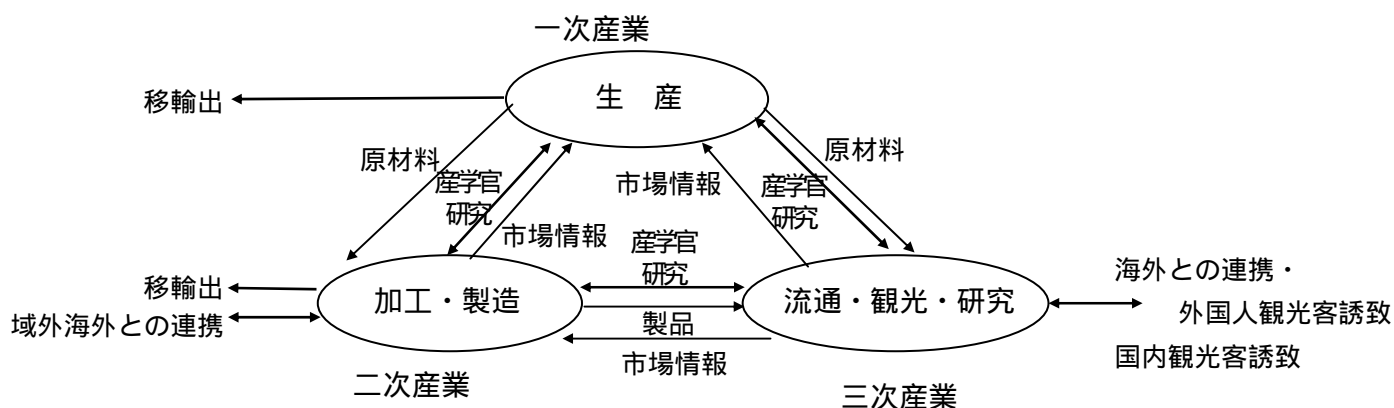 一次産業
生　産
移輸出
原材料
産学官
研究
市場情報
市場情報
産学官
研究
原材料
産学官
研究
製品
市場情報
移輸出
域外海外との連携
加工・製造
二次産業
流通・観光・研究
三次産業
海外との連携・
外国人観光客誘致
国内観光客誘致